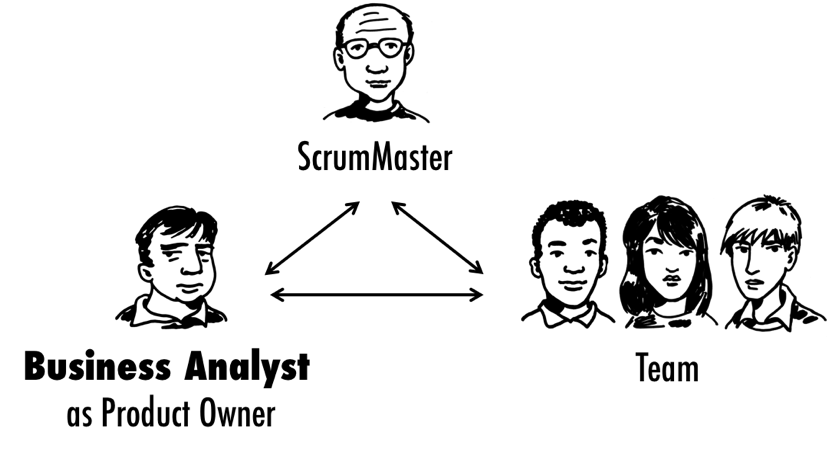 ScrumMaster
Business Analyst
as Product Owner
Team